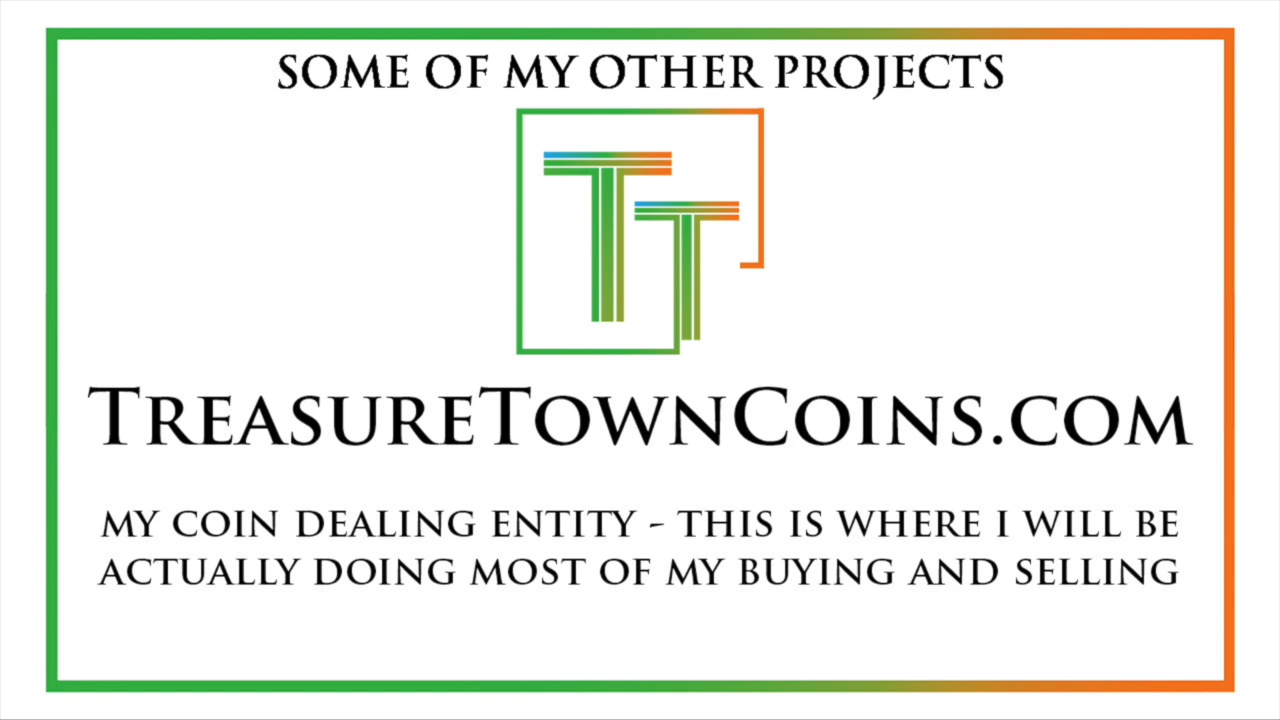 SOME OF MY OTHER PROJECTS
TT
TREASURETOWNCOINS.COM
MY COIN DEALING ENTITY - THIS IS WHERE I WILL BE
ACTUALLY DOING MOST OF MY BUYING AND SELLING